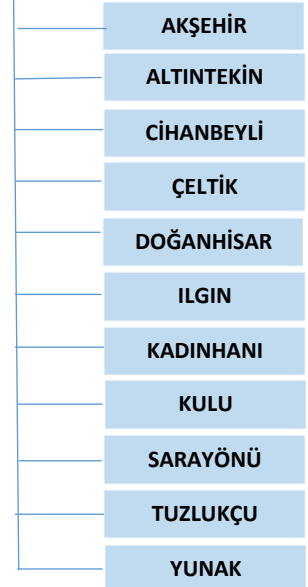 AKŞEHİR
ALTINTEKİN
CİHANBEYLİ
ÇELTİK
DOĞANHİSAR
ILGIN
KADINHANI
KULU
SARAYÖNÜ
TUZLUKÇU
YUNAK